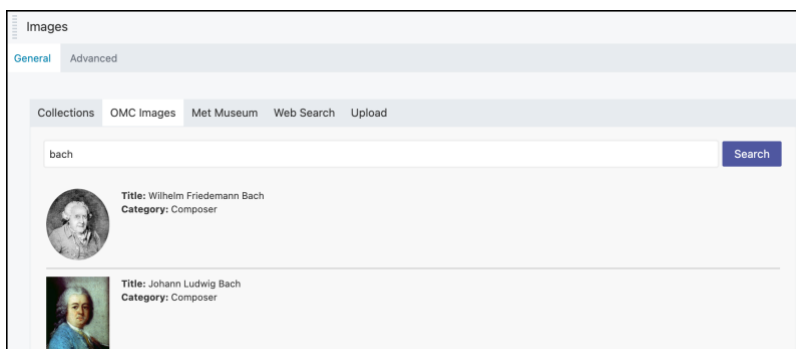 Images
General Advanced
Collections OMC Images Met Museum Web Search Upload
bach Search
Title: Wilhelm Friedemann Bach
Category: Composer
Title: Johann Ludwig Bach
Category: Composer